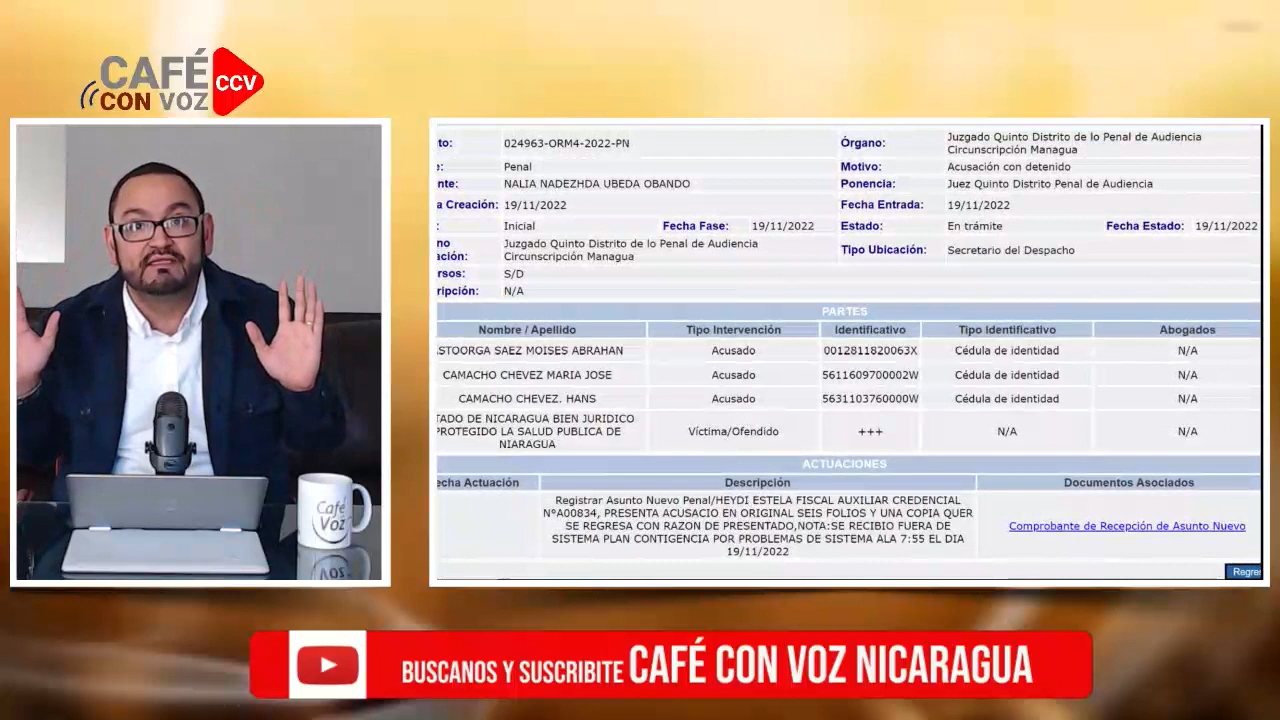 CAFÉ
CON VOZ
CCV
Café
Voz
to: 024963-ORM4-2022-PN Órgano: Juzgado Quinto Distrito de lo Penal de Audiencia
Circunscripción Managua
e: Penal Motivo: Acusación con detenido
ente: NALIA NADEZHDA UBEDA OBANDO Ponencia: Juez Quinto Distrito Penal de Audiencia
a Creación: 19/11/2022 Fecha Entrada: 19/11/2022
: Inicial Fecha Fase: 19/11/2022 Estado: En trámite Fecha Estado: 19/11/2022
no Juzgado Quinto Distrito de lo Penal de Audiencia
ación: Circunscripción Managua Tipo Ubicación: Secretario del Despacho
rsos: S/D
ripción: N/A
PARTES
Nombre / Apellido Tipo Intervención Identificativo Tipo Identificativo Abogados
ASTOORGA SAEZ MOISES ABRAHAN Acusado 0012811820063X Cédula de identidad N/A
CAMACHO CHEVEZ MARIA JOSE Acusado 5611609700002W Cédula de identidad N/A
CAMACHO CHEVEZ. HANS Acusado 5631103760000W Cédula de identidad N/A
TADO DE NICARAGUA BIEN JURIDICO
PROTEGIDO LA SALUD PUBLICA DE
NIARAGUA Víctima/Ofendido +++ N/A N/A
ACTUACIONES
echa Actuación Descripción Documentos Asociados
Registrar Asunto Nuevo Penal/HEYDI ESTELA FISCAL AUXILIAR CREDENCIAL
N°A00834, PRESENTA ACUSACIO EN ORIGINAL SEIS FOLIOS Y UNA COPIA QUER
SE REGRESA CON RAZON DE PRESENTADO,NOTA:SE RECIBIO FUERA DE
SISTEMA PLAN CONTIGENCIA POR PROBLEMAS DE SISTEMA ALA 7:55 EL DIA
19/11/2022
Comprobante de Recepción de Asunto Nuevo
Regre
BUSCANOS Y SUSCRIBITE CAFÉ CON VOZ NICARAGUA